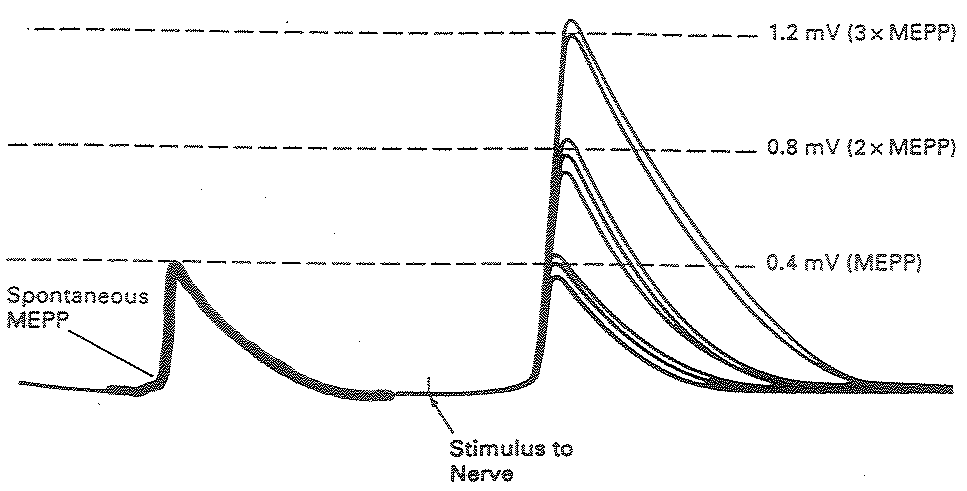 1.2 mV (3 x MEPP)
0.8 mV (2 x MEPP)
0.4 mV (MEPP)
Spontaneous
MEPP
Stimulus to
Nerve